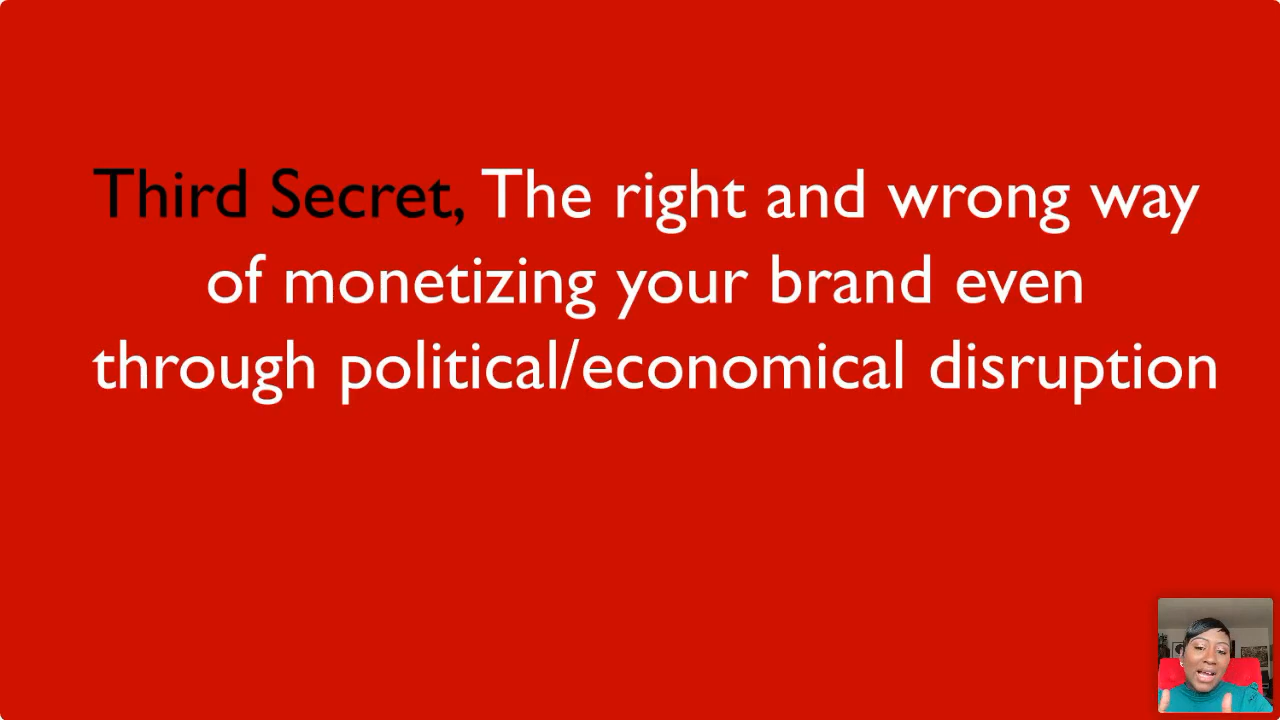 Third Secret, The right and wrong way
of monetizing your brand even
through political/economical disruption